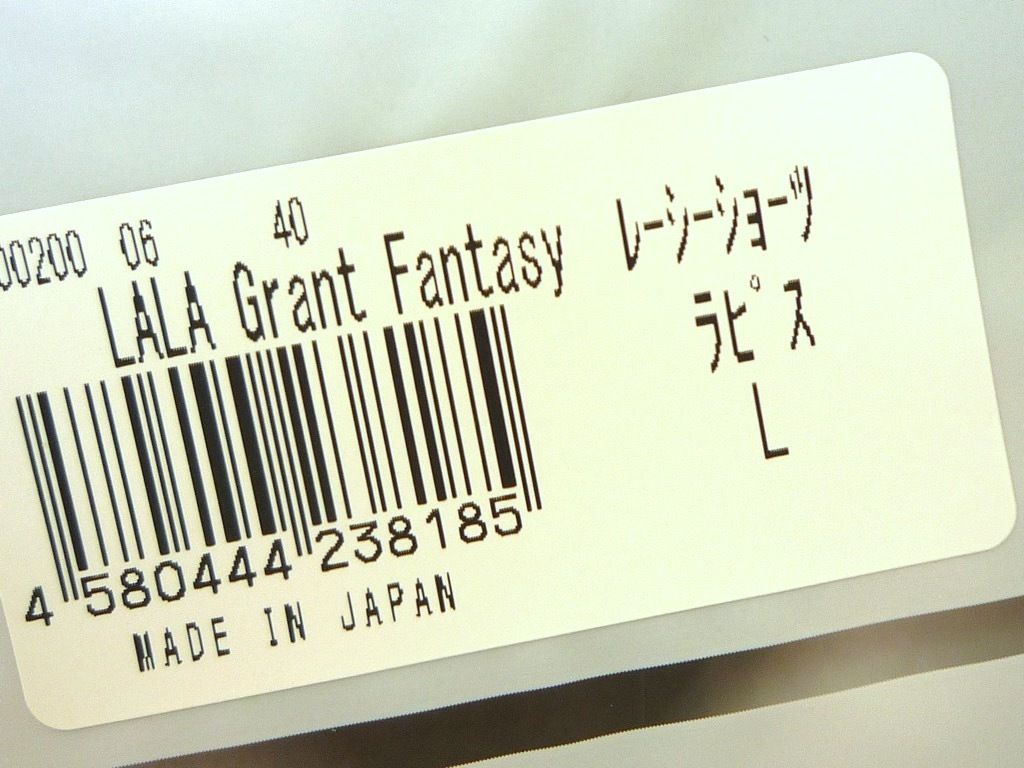 00200 06 40
LALA Grant Fantasy
4 580444 238185
MADE IN JAPAN
ﾚｰｼｰｼｮｰﾂ
ﾗﾋﾟｽ
L